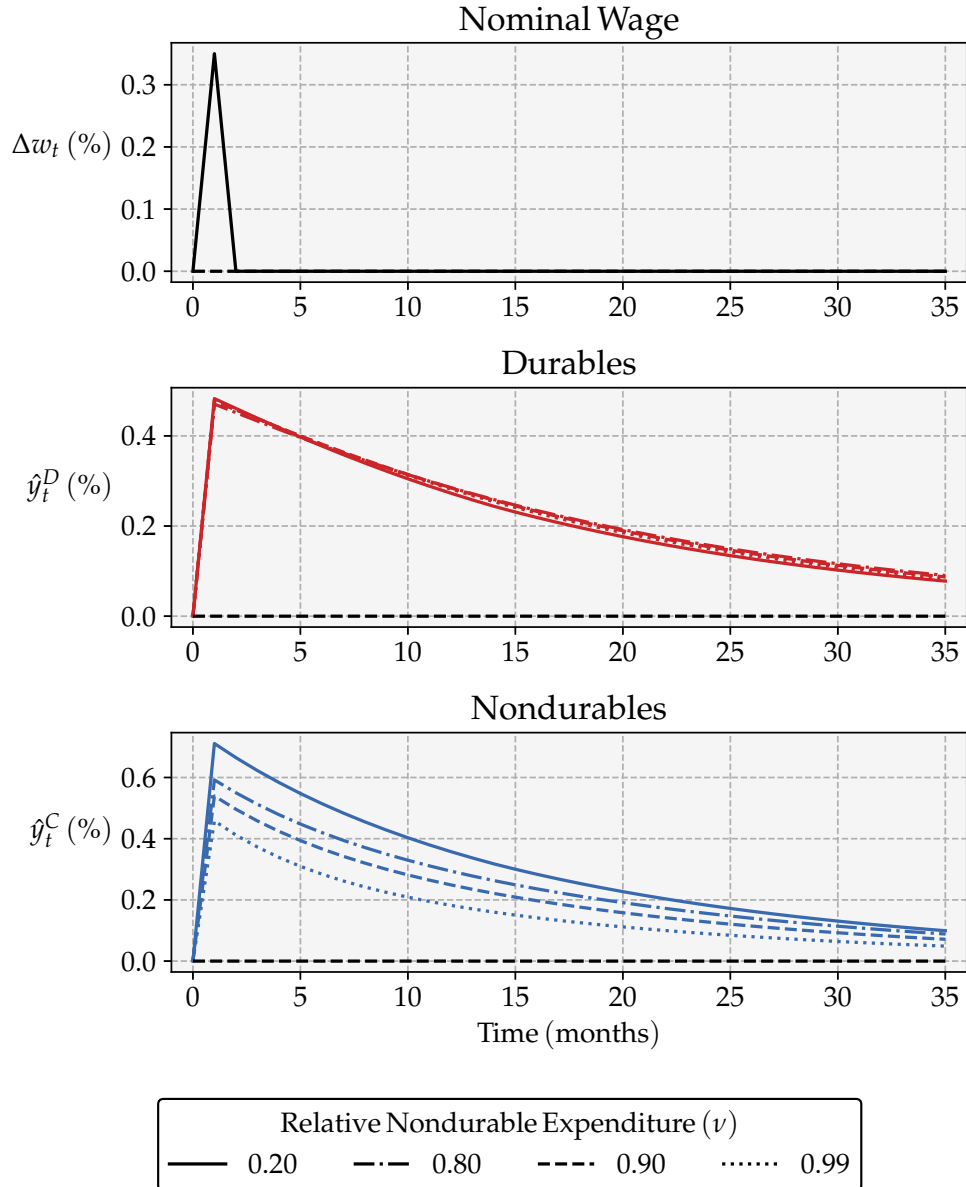 Nominal Wage
Δw_t (%)
0.3
0.2
0.1
0.0
0 5 10 15 20 25 30 35
Durables
ŷ_t^D (%)
0.4
0.2
0.0
0 5 10 15 20 25 30 35
Nondurables
ŷ_t^C (%)
0.6
0.4
0.2
0.0
0 5 10 15 20 25 30 35
Time (months)
Relative Nondurable Expenditure (ν)
0.20 0.80 0.90 0.99